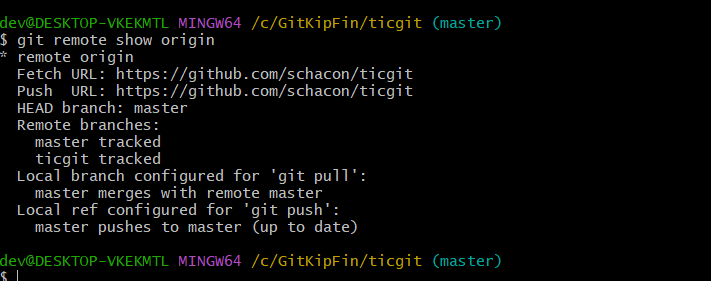 dev@DESKTOP-VKEKMTL MINGW64 /c/GitKipFin/ticgit (master)
$ git remote show origin
* remote origin
  Fetch URL: https://github.com/schacon/ticgit
  Push  URL: https://github.com/schacon/ticgit
  HEAD branch: master
  Remote branches:
    master tracked
    ticgit tracked
  Local branch configured for 'git pull':
    master merges with remote master
  Local ref configured for 'git push':
    master pushes to master (up to date)
dev@DESKTOP-VKEKMTL MINGW64 /c/GitKipFin/ticgit (master)
$